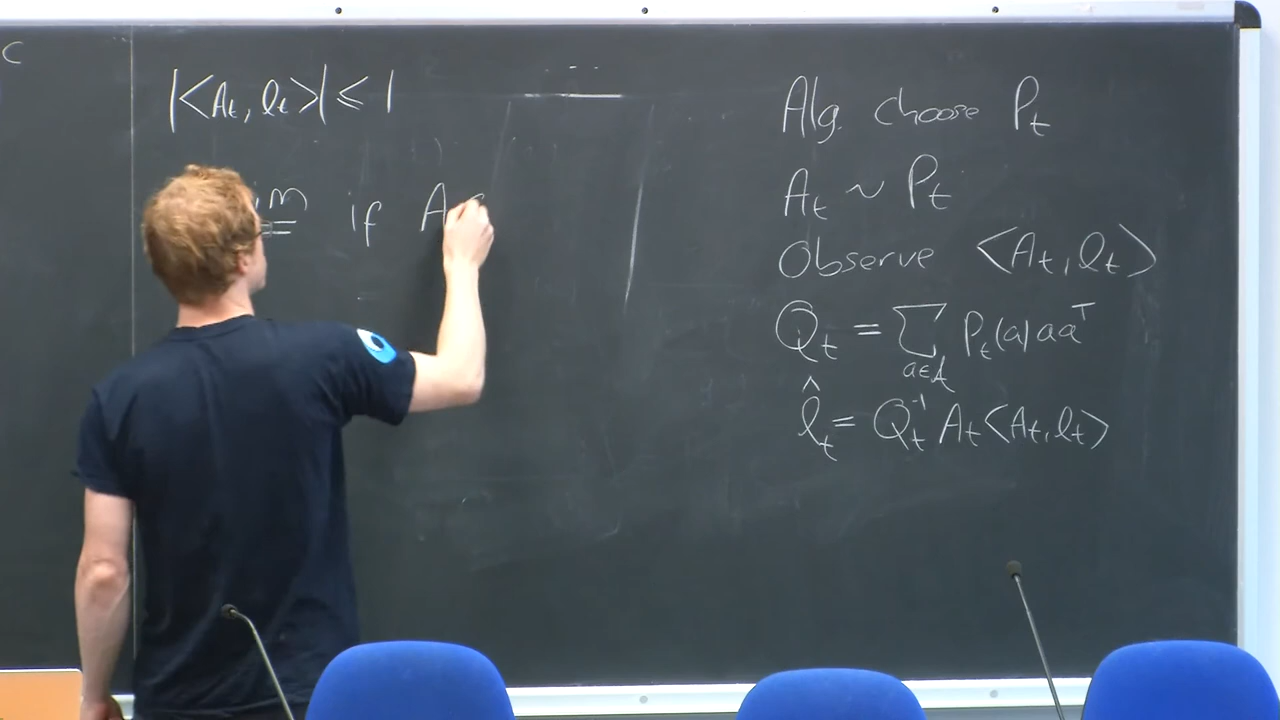 C
|<A_t, l_t>| ≤ 1
if A
Alg. choose P_t
A_t ~ P_t
Observe <A_t, l_t>
Q_t = Σ_{a∈A} P_t(a) a a^T
l̂_t = Q_t^{-1} A_t <A_t, l_t>